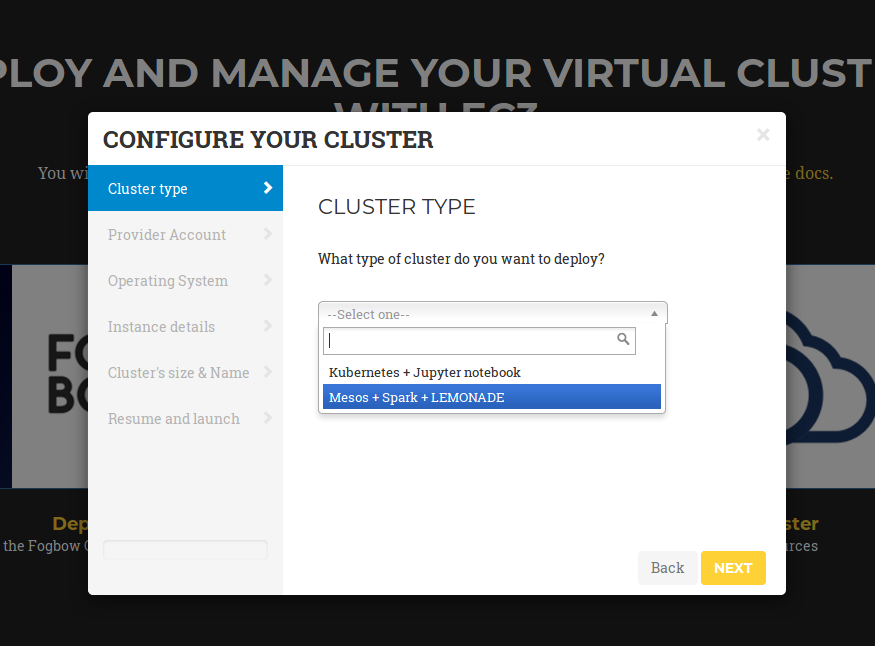 PLOY AND MANAGE YOUR VIRTUAL CLUST
WITH EC3
CONFIGURE YOUR CLUSTER
You wi
e docs.
Cluster type
Provider Account
Operating System
Instance details
Cluster's size & Name
Resume and launch
CLUSTER TYPE
What type of cluster do you want to deploy?
--Select one--
Kubernetes + Jupyter notebook
Mesos + Spark + LEMONADE
FO
BO
Dep
ster
the Fogbow C
urces
Back
NEXT